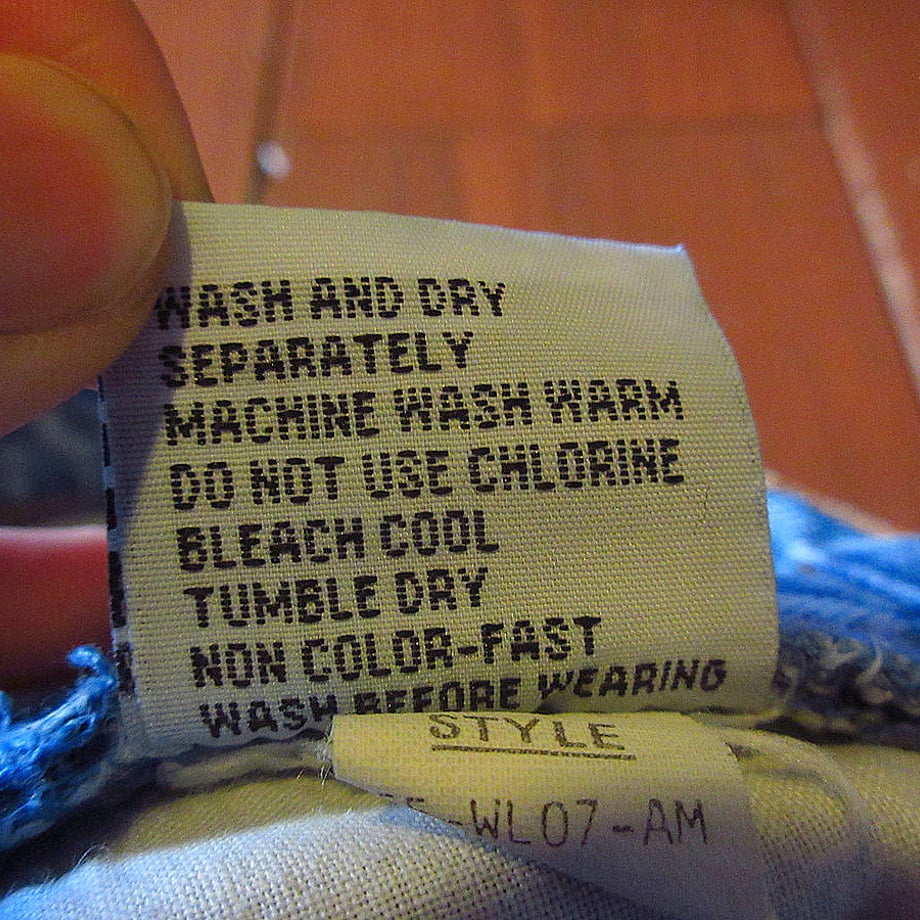 WASH AND DRY
SEPARATELY
MACHINE WASH WARM
DO NOT USE CHLORINE
BLEACH COOL
TUMBLE DRY
NON COLOR-FAST
WASH BEFORE WEARING
STYLE
-WL07-AM